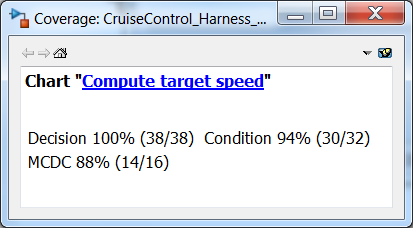 Coverage: CruiseControl_Harness_...
Chart "Compute target speed"
Decision 100% (38/38) Condition 94% (30/32)
MCDC 88% (14/16)